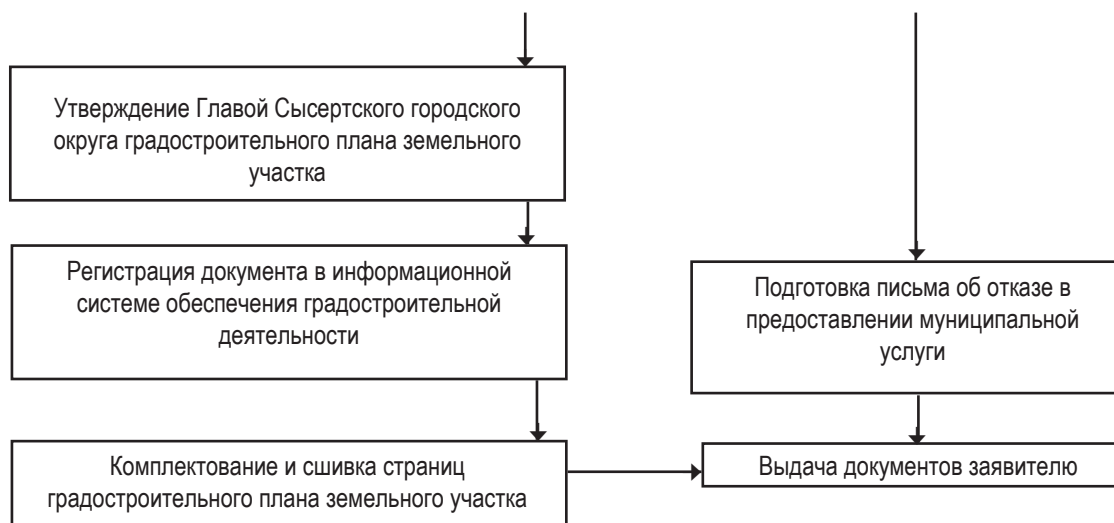 Утверждение Главой Сысертского городского
округа градостроительного плана земельного
участка
Регистрация документа в информационной
системе обеспечения градостроительной
деятельности
Подготовка письма об отказе в
предоставлении муниципальной
услуги
Комплектование и сшивка страниц
градостроительного плана земельного участка
Выдача документов заявителю